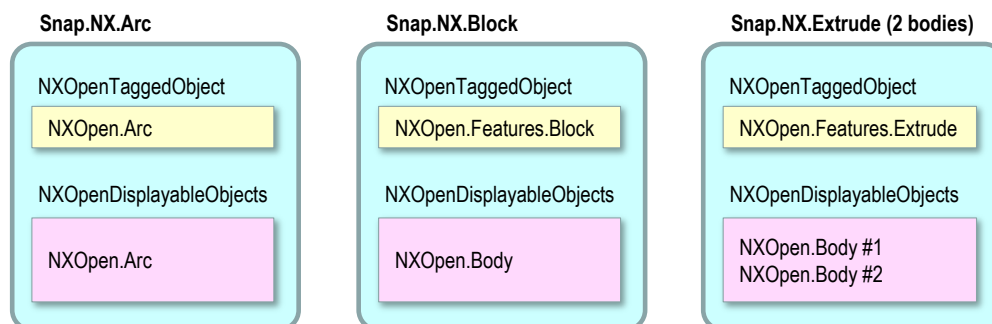 Snap.NX.Arc
NXOpenTaggedObject
NXOpen.Arc
NXOpenDisplayableObjects
NXOpen.Arc
Snap.NX.Block
NXOpenTaggedObject
NXOpen.Features.Block
NXOpenDisplayableObjects
NXOpen.Body
Snap.NX.Extrude (2 bodies)
NXOpenTaggedObject
NXOpen.Features.Extrude
NXOpenDisplayableObjects
NXOpen.Body #1
NXOpen.Body #2